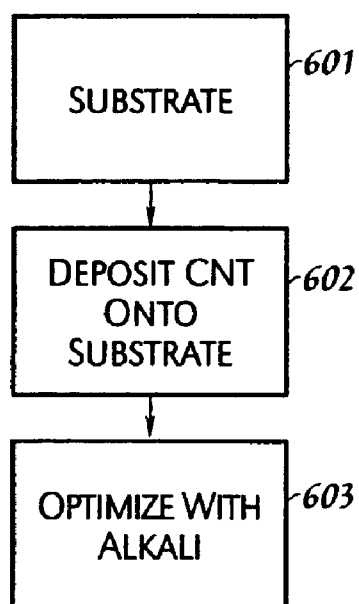 SUBSTRATE
601
DEPOSIT CNT
ONTO
SUBSTRATE
602
OPTIMIZE WITH
ALKALI
603